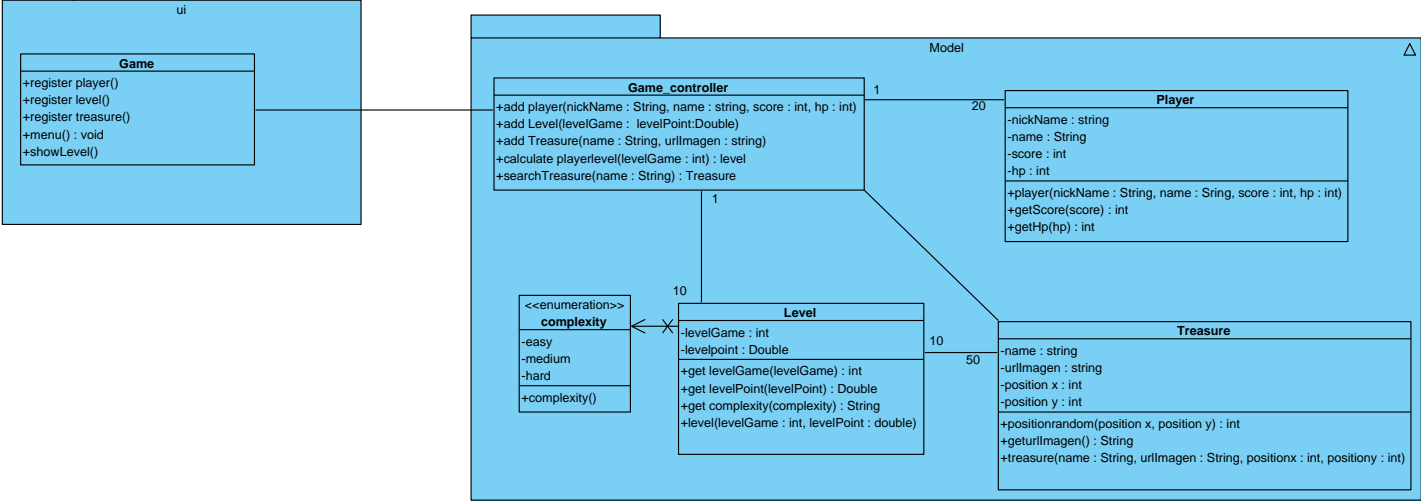 ui
Game
+register player()
+register level()
+register treasure()
+menu() : void
+showLevel()
Model
Game_controller
+add player(nickName : String, name : string, score : int, hp : int)
+add Level(levelGame :  levelPoint:Double)
+add Treasure(name : String, urlImagen : string)
+calculate playerlevel(levelGame : int) : level
+searchTreasure(name : String) : Treasure
1
20
Player
-nickName : string
-name : String
-score : int
-hp : int
+player(nickName : String, name : Sring, score : int, hp : int)
+getScore(score) : int
+getHp(hp) : int
1
10
<<enumeration>>
complexity
-easy
-medium
-hard
+complexity()
Level
-levelGame : int
-levelpoint : Double
+get levelGame(levelGame) : int
+get levelPoint(levelPoint) : Double
+get complexity(complexity) : String
+level(levelGame : int, levelPoint : double)
10
50
Treasure
-name : string
-urlImagen : string
-position x : int
-position y : int
+positionrandom(position x, position y) : int
+geturlImagen() : String
+treasure(name : String, urlImagen : String, positionx : int, positiony : int)